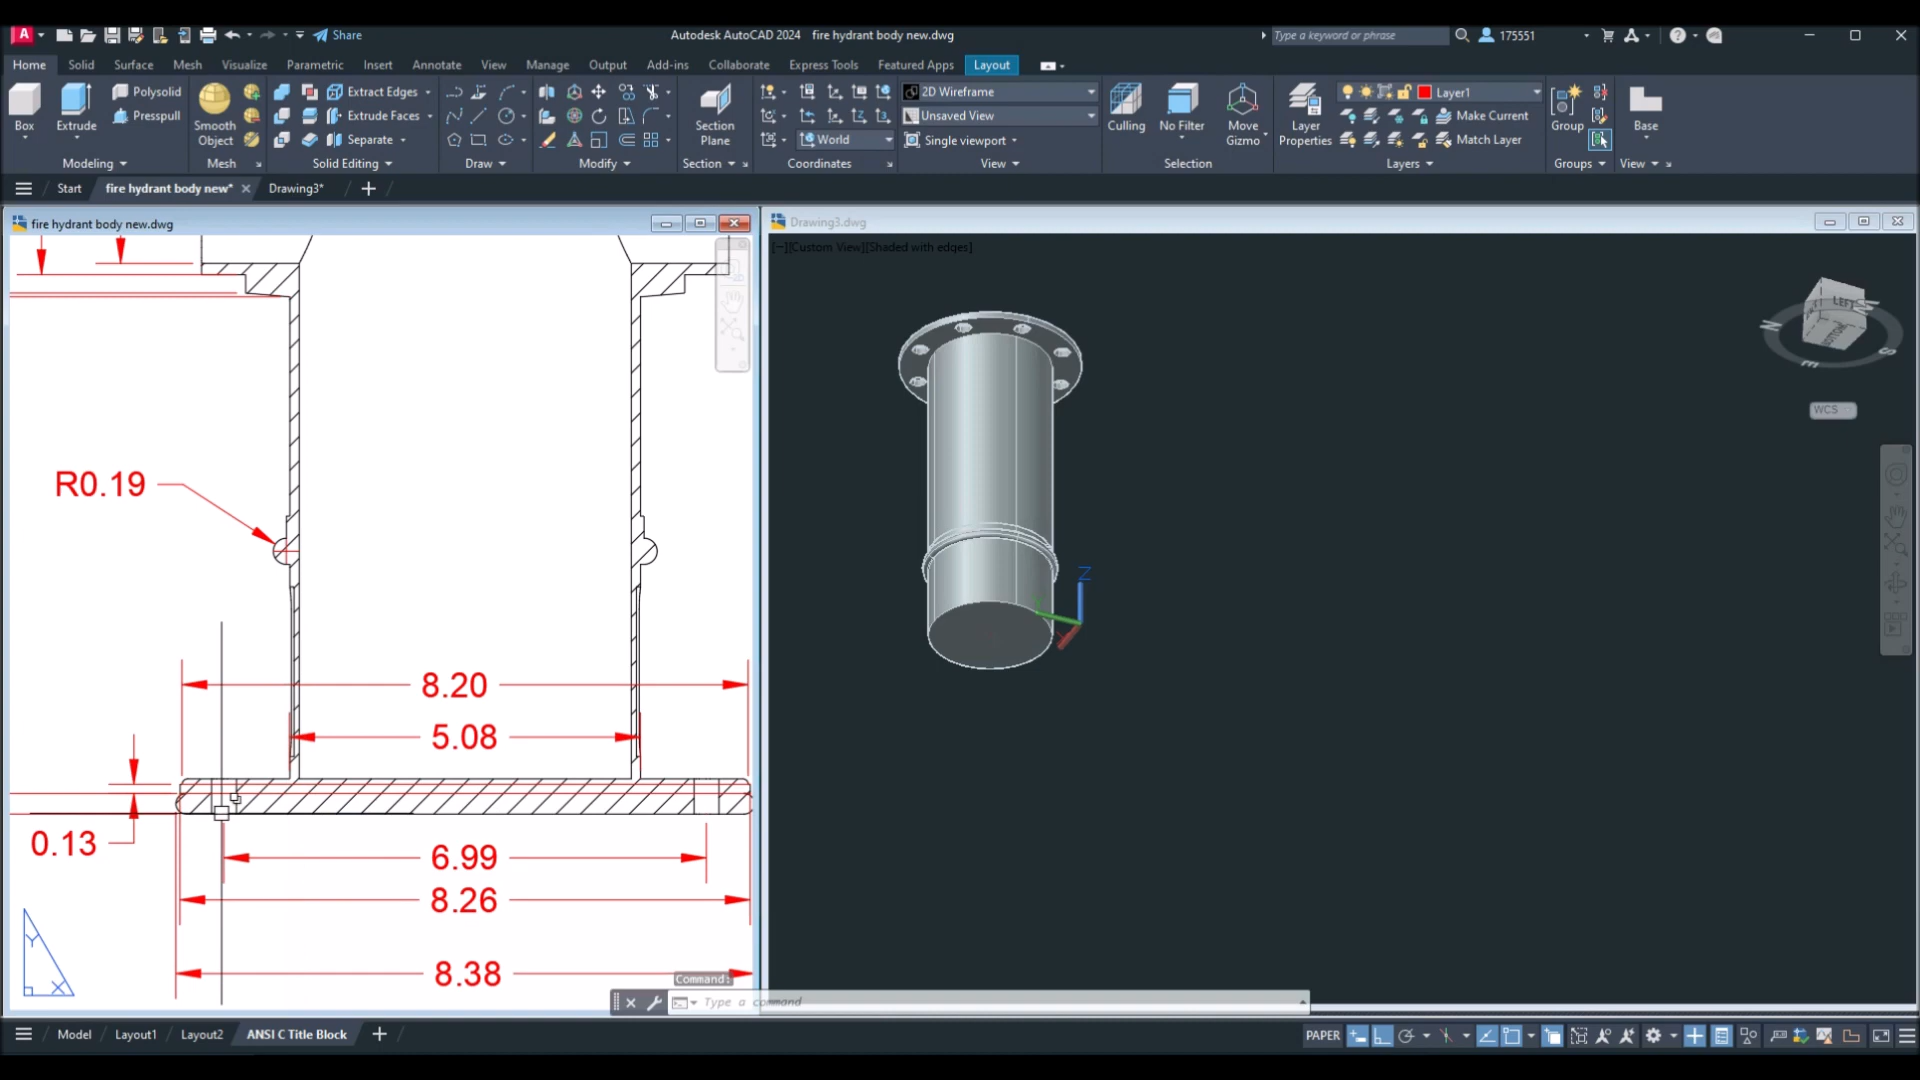 Share
Autodesk AutoCAD 2024 fire hydrant body new.dwg
Type a keyword or phrase
175551
Home Solid Surface Mesh Visualize Parametric Insert Annotate View Manage Output Add-ins Collaborate Express Tools Featured Apps Layout
Box
Extrude
Polysolid
Presspull
Smooth
Object
Extract Edges
Extrude Faces
Separate
Section
Plane
World
2D Wireframe
Unsaved View
Single viewport
Culling
No Filter
Move
Gizmo
Layer
Properties
Layer1
Make Current
Match Layer
Group
Base
Modeling Mesh Solid Editing Draw Modify Section Coordinates View Selection Layers Groups View
Start fire hydrant body new* Drawing3*
fire hydrant body new.dwg
Drawing3.dwg
[−][Custom View][Shaded with edges]
LEFT
BOTTOM
N
S
E
WCS
R0.19
Z
8.20
5.08
0.13
6.99
8.26
8.38
Y
X
Command:
Type a command
Model Layout1 Layout2 ANSI C Title Block
PAPER